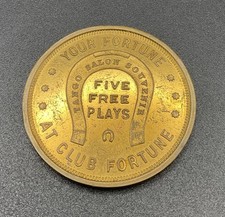 YOUR FORTUNE
TANGO SALON SOUVENIR
FIVE
FREE
PLAYS
AT CLUB FORTUNE